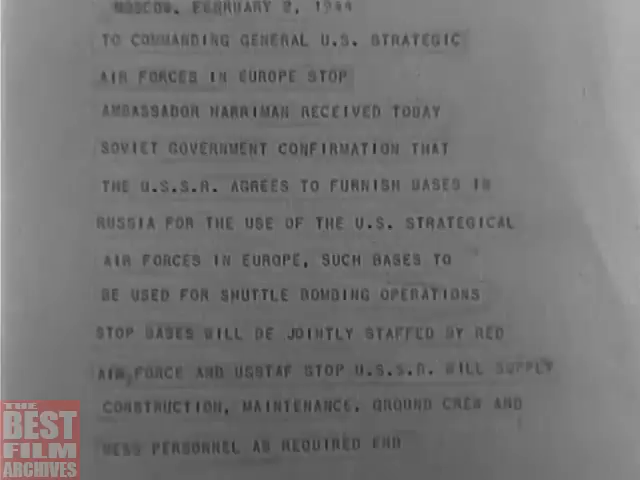 MOSCOW, FEBRUARY 2, 1944
TO COMMANDING GENERAL U.S. STRATEGIC
AIR FORCES IN EUROPE STOP
AMBASSADOR HARRIMAN RECEIVED TODAY
SOVIET GOVERNMENT CONFIRMATION THAT
THE U.S.S.R. AGREES TO FURNISH BASES IN
RUSSIA FOR THE USE OF THE U.S. STRATEGICAL
AIR FORCES IN EUROPE, SUCH BASES TO
BE USED FOR SHUTTLE BOMBING OPERATIONS
STOP BASES WILL BE JOINTLY STAFFED BY RED
AIR FORCE AND USSTAF STOP U.S.S.R. WILL SUPPLY
CONSTRUCTION, MAINTENANCE, GROUND CREW AND
MESS PERSONNEL AS REQUIRED END
THE
BEST
FILM
ARCHIVES